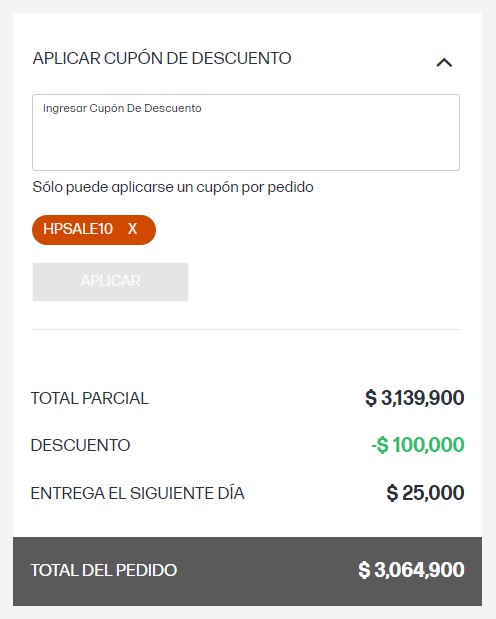 APLICAR CUPÓN DE DESCUENTO
Ingresar Cupón De Descuento
Sólo puede aplicarse un cupón por pedido
HPSALE10 X
APLICAR
TOTAL PARCIAL $ 3,139,900
DESCUENTO -$ 100,000
ENTREGA EL SIGUIENTE DÍA $ 25,000
TOTAL DEL PEDIDO $ 3,064,900